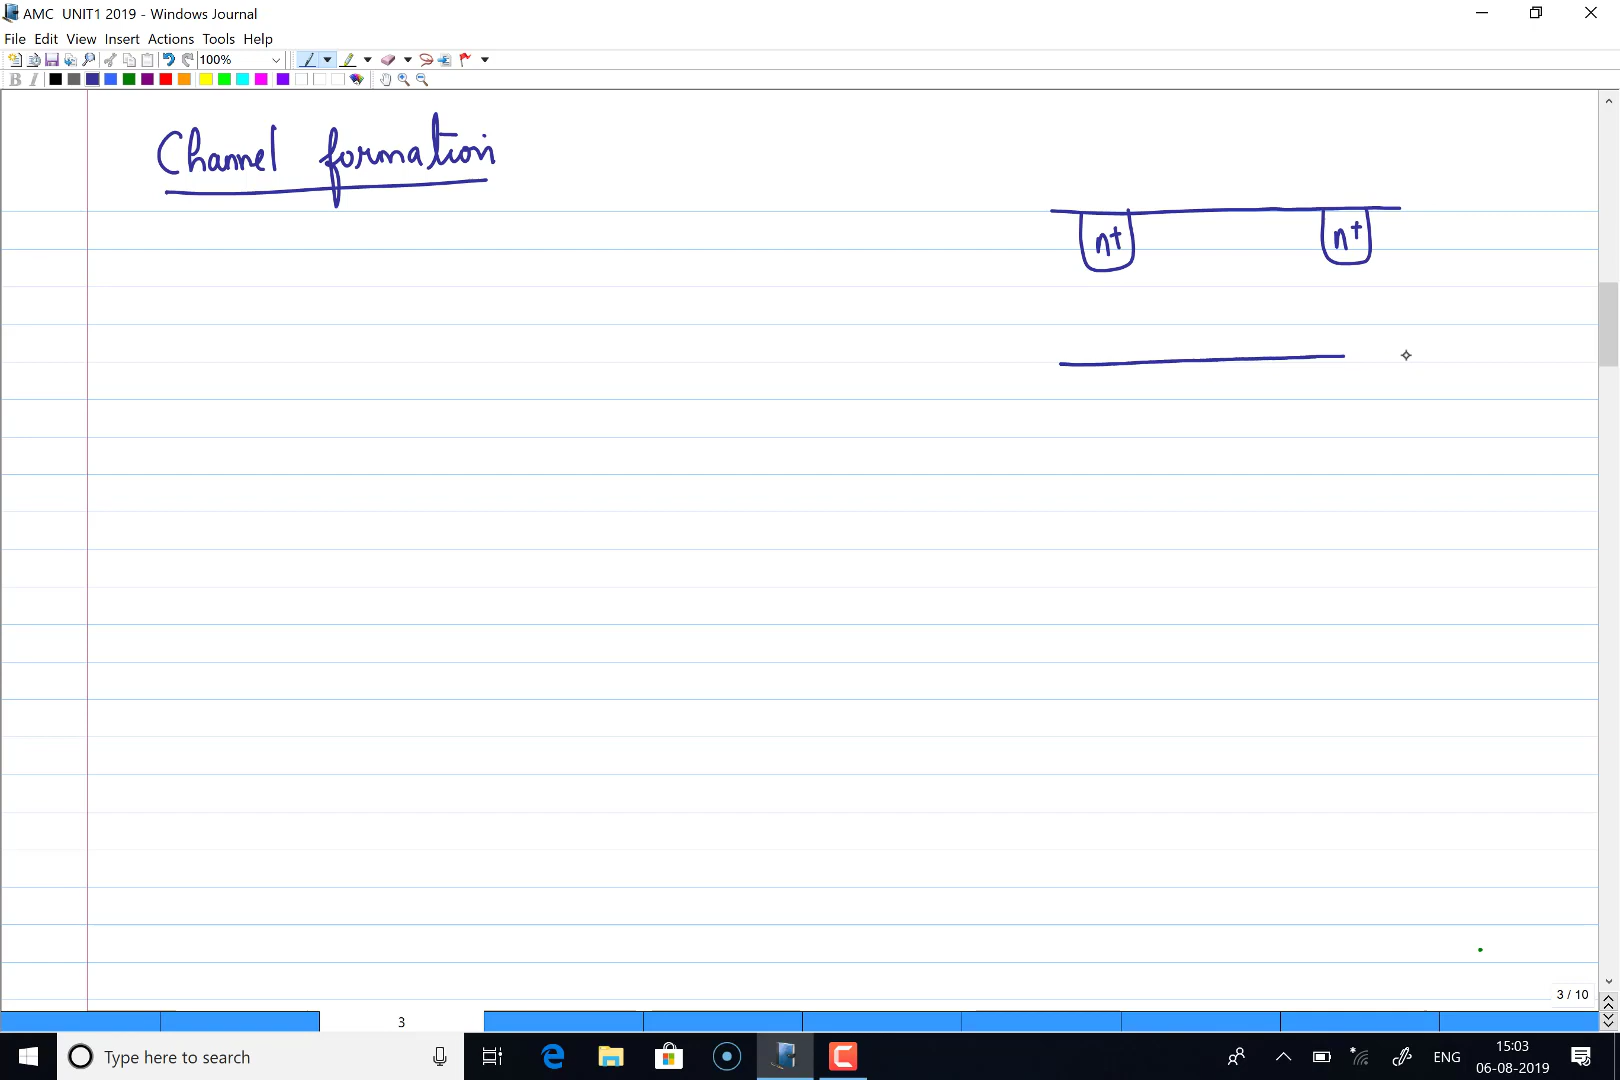 AMC UNIT1 2019 - Windows Journal
File Edit View Insert Actions Tools Help
100%
B I
Channel formation
n+ n+
3 / 10
3
Type here to search
ENG
15:03
06-08-2019